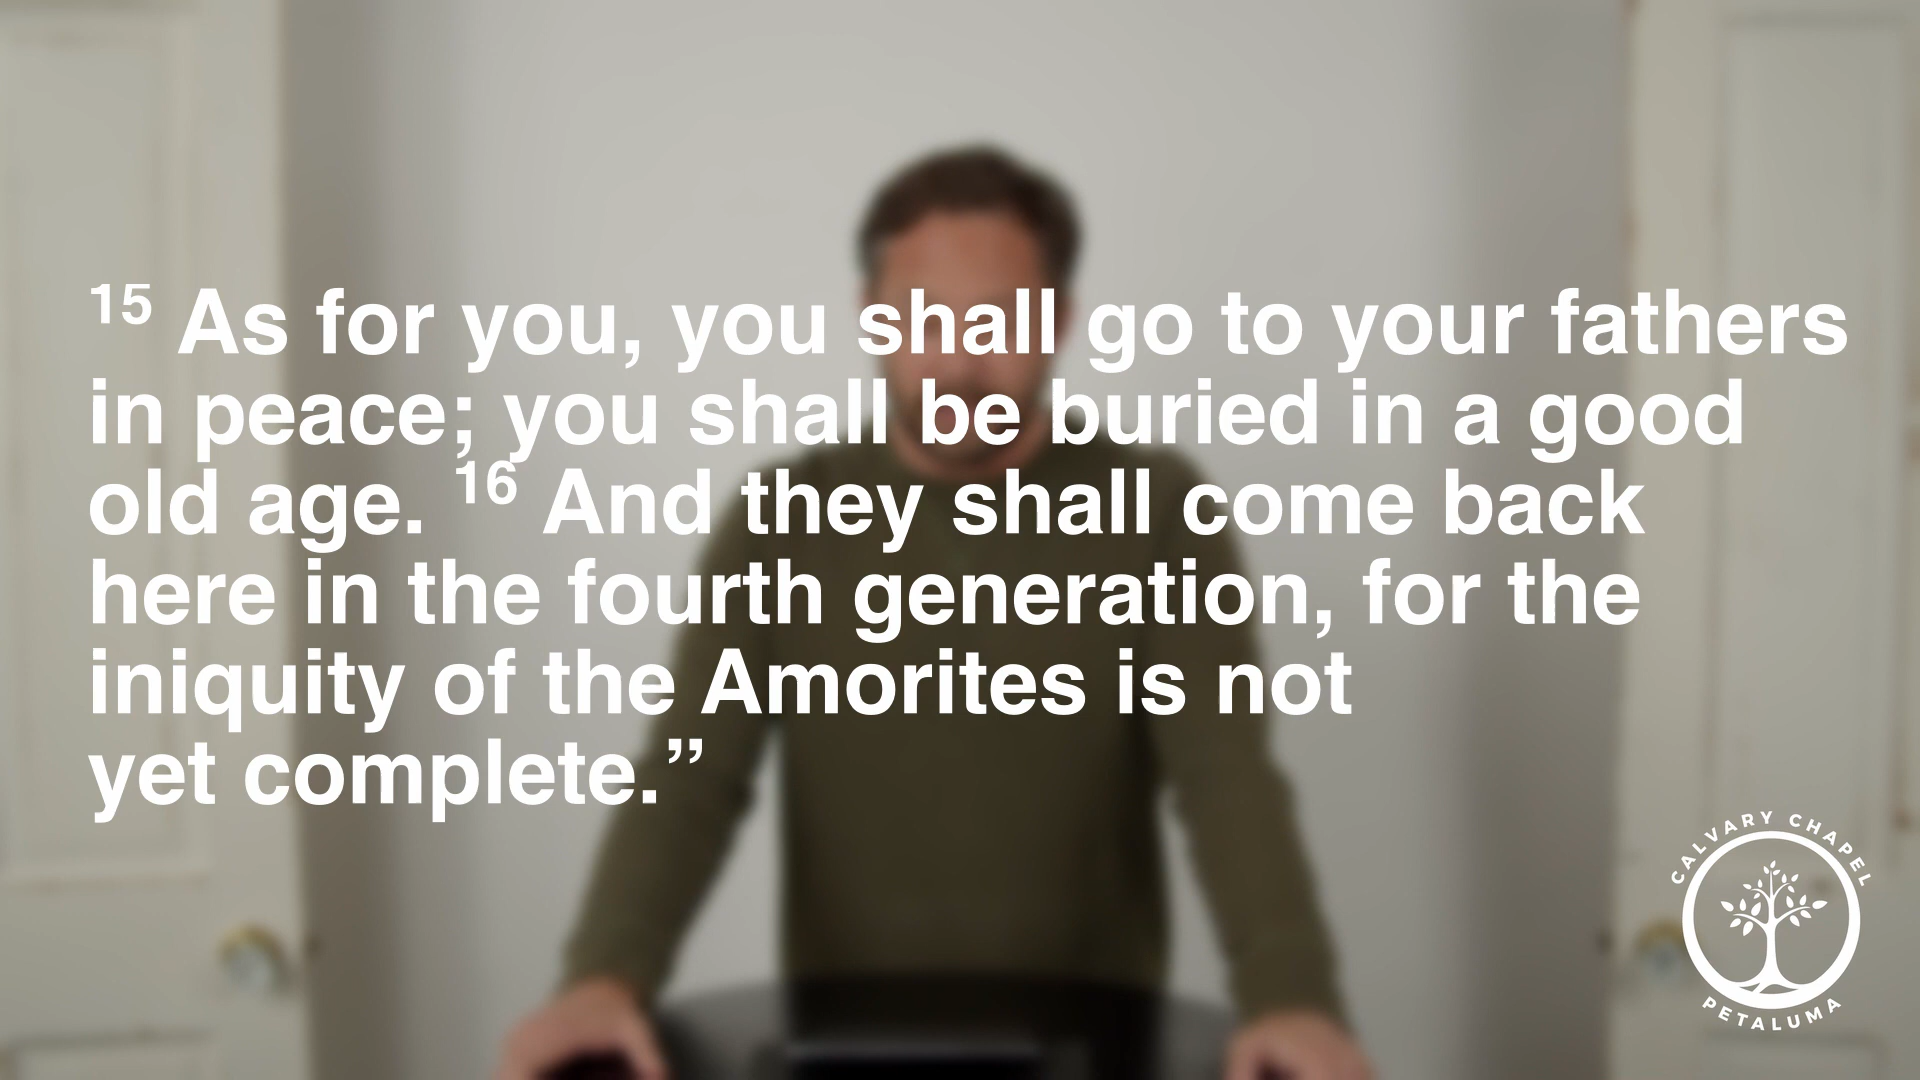 15 As for you, you shall go to your fathers
in peace; you shall be buried in a good
old age. 16 And they shall come back
here in the fourth generation, for the
iniquity of the Amorites is not
yet complete.”
CALVARY CHAPEL
PETALUMA